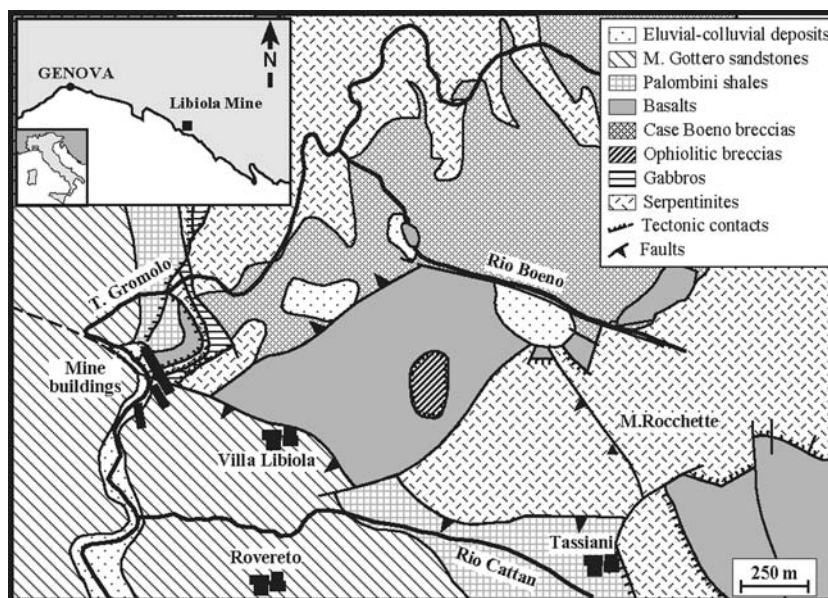 GENOVA
N
Libiola Mine
Eluvial-colluvial deposits
M. Gottero sandstones
Palombini shales
Basalts
Case Boeno breccias
Ophiolitic breccias
Gabbros
Serpentinites
Tectonic contacts
Faults
T. Gromolo
Rio Boeno
Mine
buildings
M.Rocchette
Villa Libiola
Rovereto
Rio Cattan
Tassiani
250 m